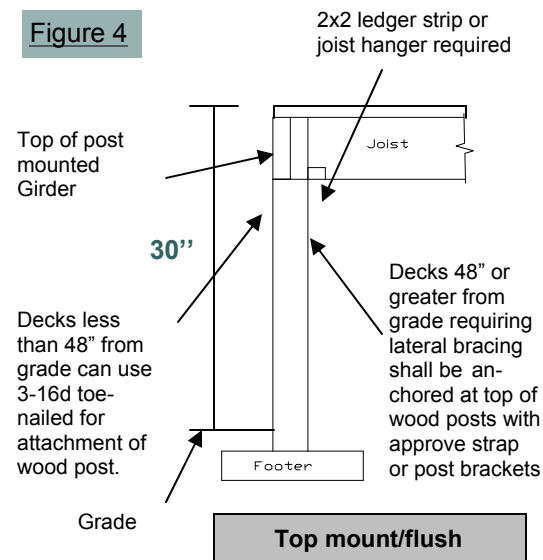 Figure 4
2x2 ledger strip or
joist hanger required
Top of post
mounted
Girder
Joist
30’’
Decks less
than 48” from
grade can use
3-16d toe-
nailed for
attachment of
wood post.
Decks 48” or
greater from
grade requiring
lateral bracing
shall be an-
chored at top of
wood posts with
approve strap
or post brackets
Footer
Grade
Top mount/flush